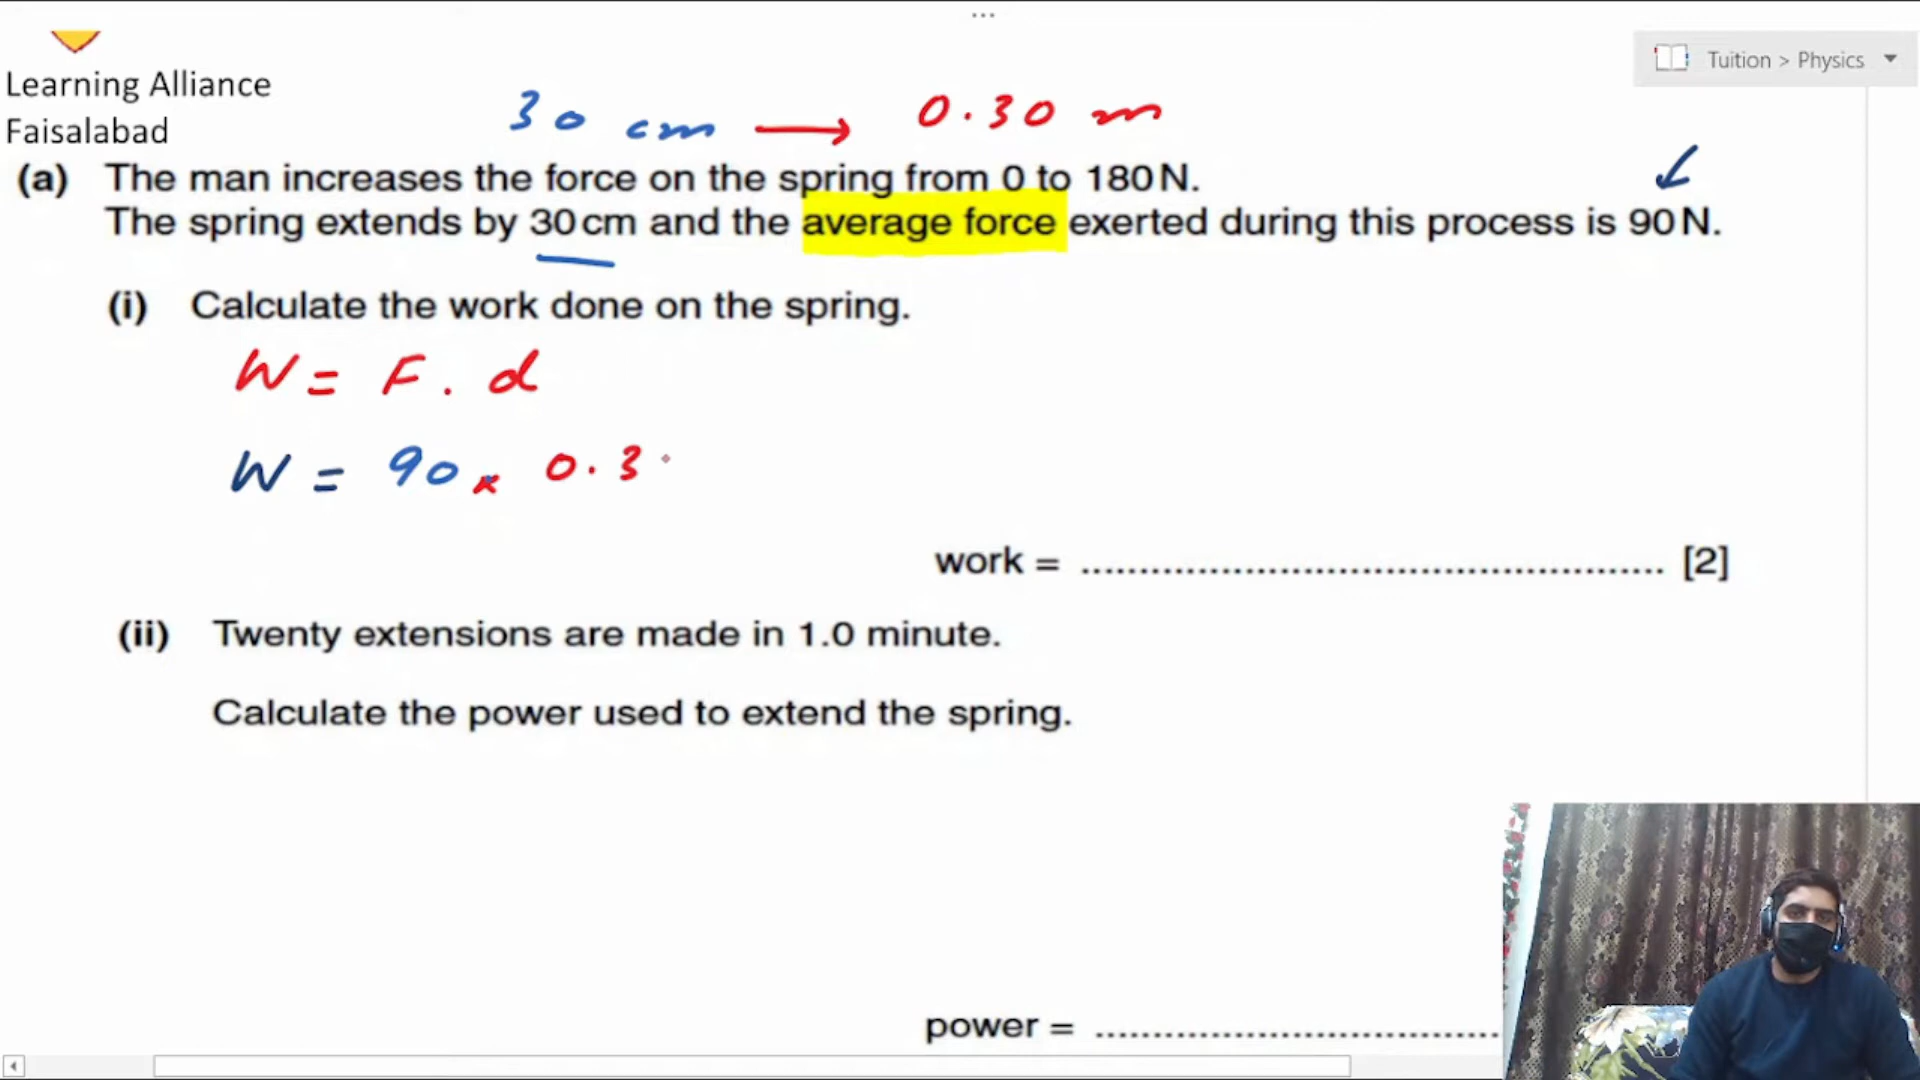 ...
Tuition > Physics
Learning Alliance
Faisalabad
30 cm → 0.30 m
(a) The man increases the force on the spring from 0 to 180 N.
The spring extends by 30 cm and the average force exerted during this process is 90 N.
(i) Calculate the work done on the spring.
W = F . d
W = 90 × 0.3
work = ................................................. [2]
(ii) Twenty extensions are made in 1.0 minute.
Calculate the power used to extend the spring.
power = ...................................